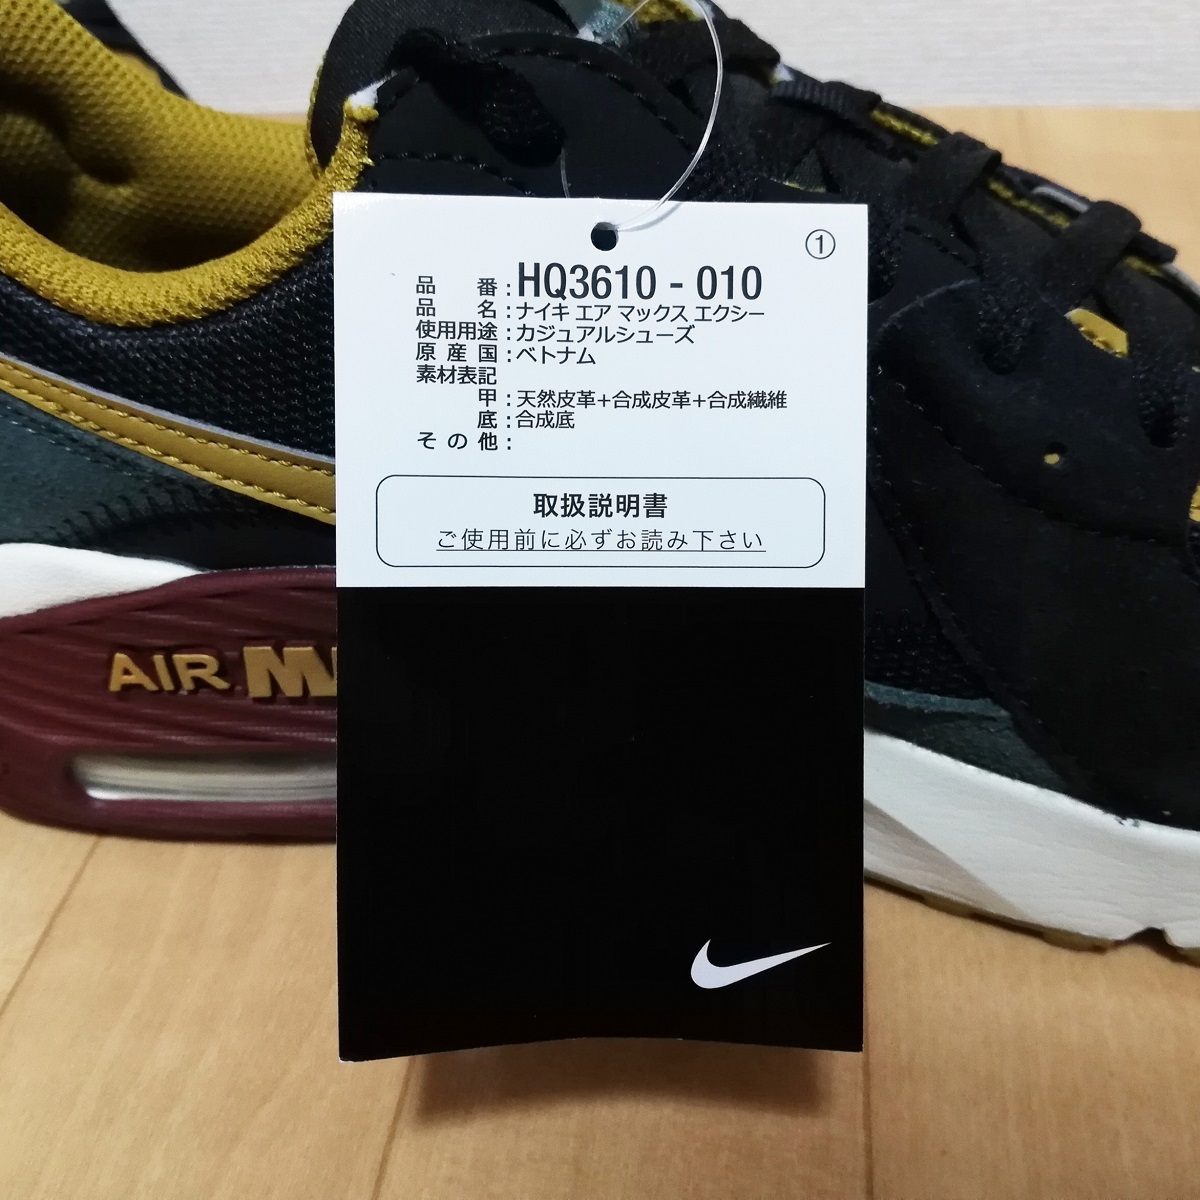 ①
品番:HQ3610-010
品名:ナイキ エア マックス エクシー
使用用途:カジュアルシューズ
原産国:ベトナム
素材表記
甲:天然皮革+合成皮革+合成繊維
底:合成底
その他:
取扱説明書
ご使用前に必ずお読み下さい
AIR